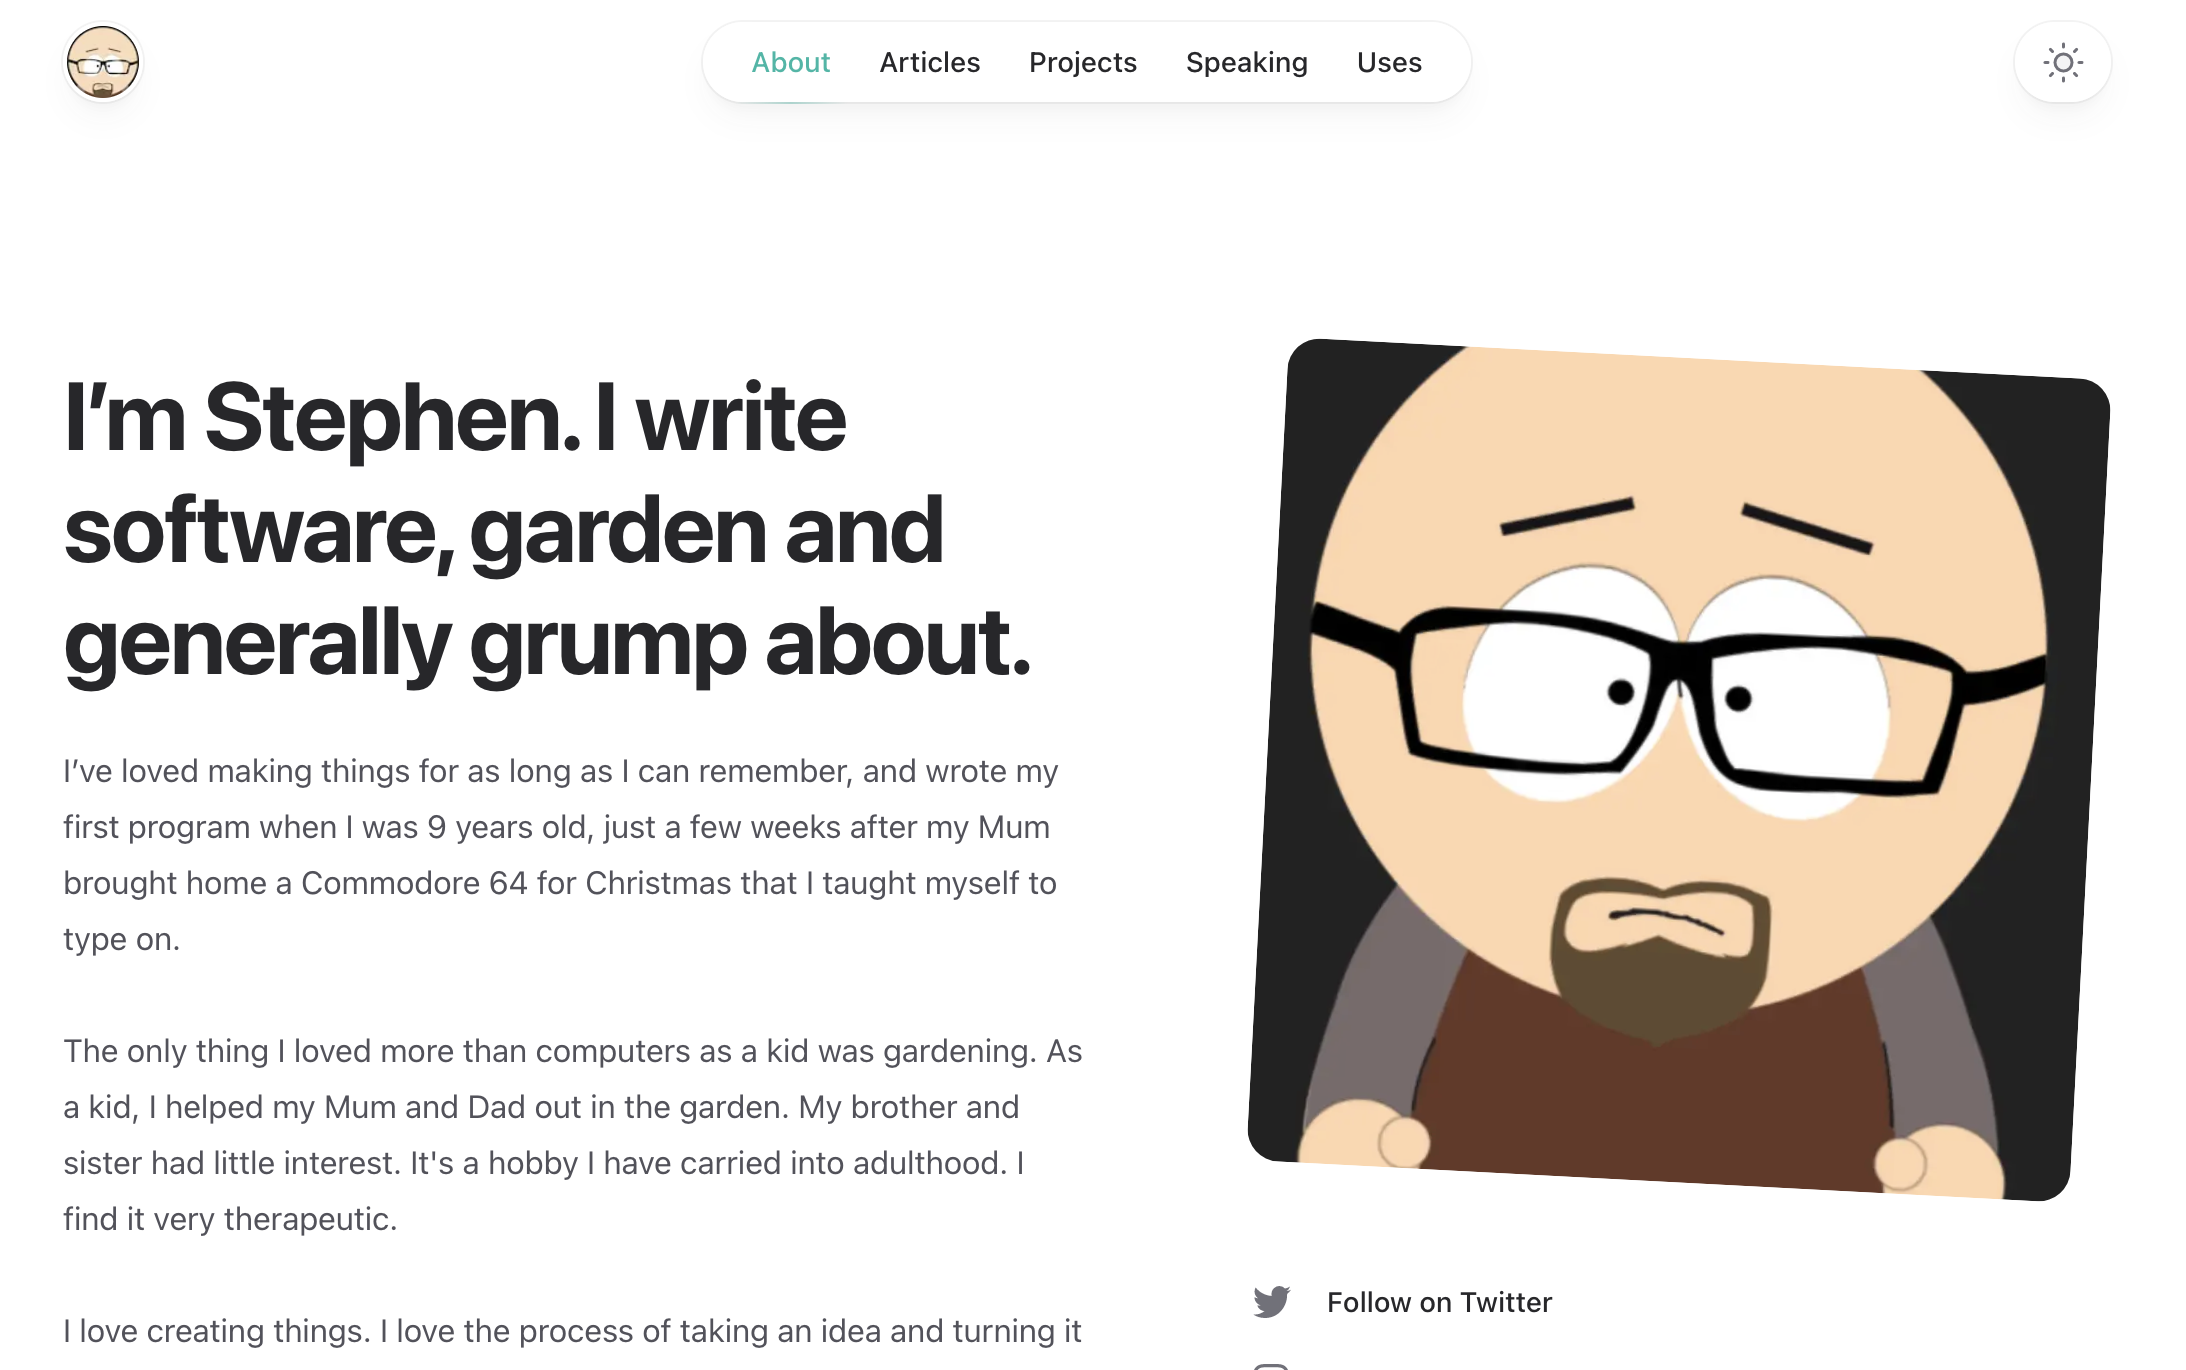 About Articles Projects Speaking Uses
I’m Stephen. I write
software, garden and
generally grump about.
I’ve loved making things for as long as I can remember, and wrote my
first program when I was 9 years old, just a few weeks after my Mum
brought home a Commodore 64 for Christmas that I taught myself to
type on.
The only thing I loved more than computers as a kid was gardening. As
a kid, I helped my Mum and Dad out in the garden. My brother and
sister had little interest. It's a hobby I have carried into adulthood. I
find it very therapeutic.
I love creating things. I love the process of taking an idea and turning it
Follow on Twitter